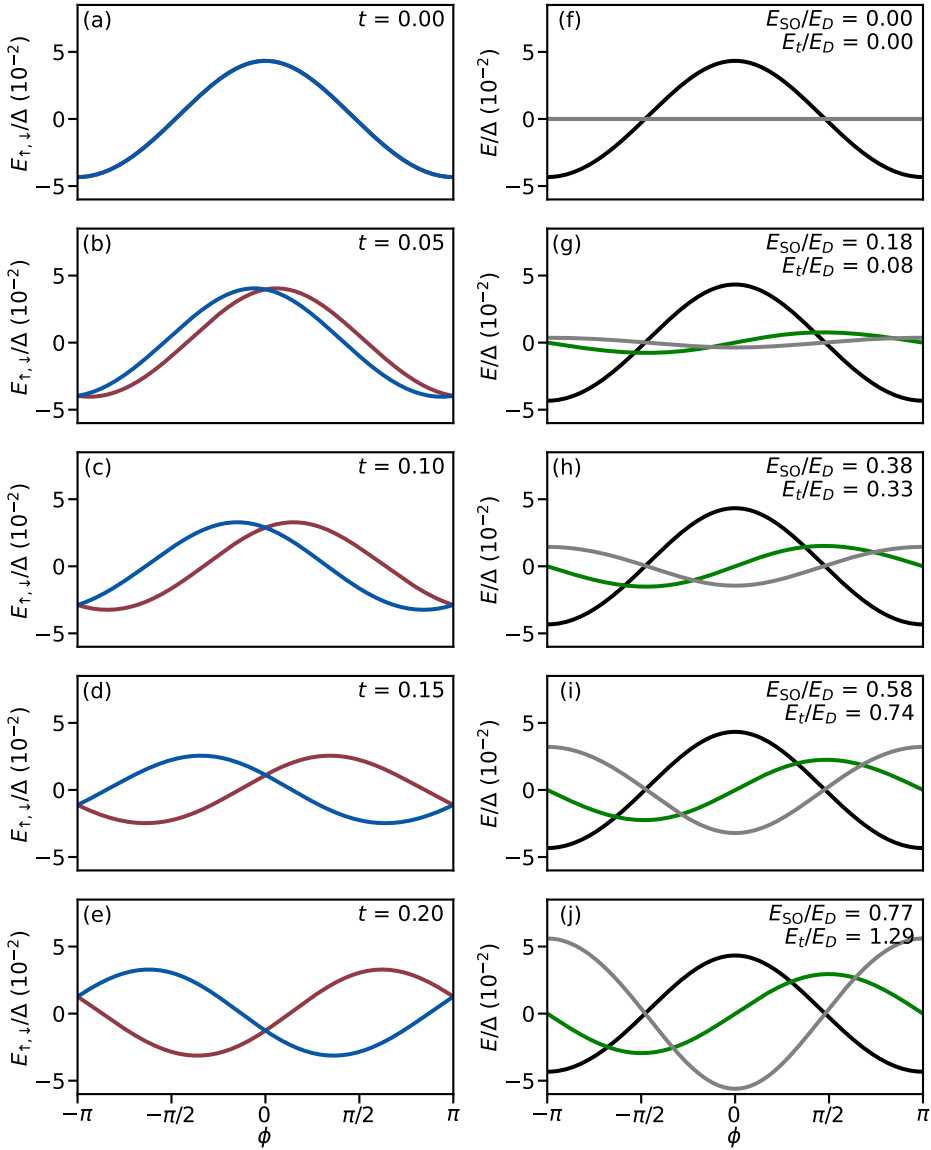 (a) t = 0.00
E↑,↓/Δ (10⁻²)
5
0
−5
(f) E_SO/E_D = 0.00
E_t/E_D = 0.00
E/Δ (10⁻²)
5
0
−5
(b) t = 0.05
E↑,↓/Δ (10⁻²)
5
0
−5
(g) E_SO/E_D = 0.18
E_t/E_D = 0.08
E/Δ (10⁻²)
5
0
−5
(c) t = 0.10
E↑,↓/Δ (10⁻²)
5
0
−5
(h) E_SO/E_D = 0.38
E_t/E_D = 0.33
E/Δ (10⁻²)
5
0
−5
(d) t = 0.15
E↑,↓/Δ (10⁻²)
5
0
−5
(i) E_SO/E_D = 0.58
E_t/E_D = 0.74
E/Δ (10⁻²)
5
0
−5
(e) t = 0.20
E↑,↓/Δ (10⁻²)
5
0
−5
−π −π/2 0 π/2 π
ϕ
(j) E_SO/E_D = 0.77
E_t/E_D = 1.29
E/Δ (10⁻²)
5
0
−5
−π −π/2 0 π/2 π
ϕ